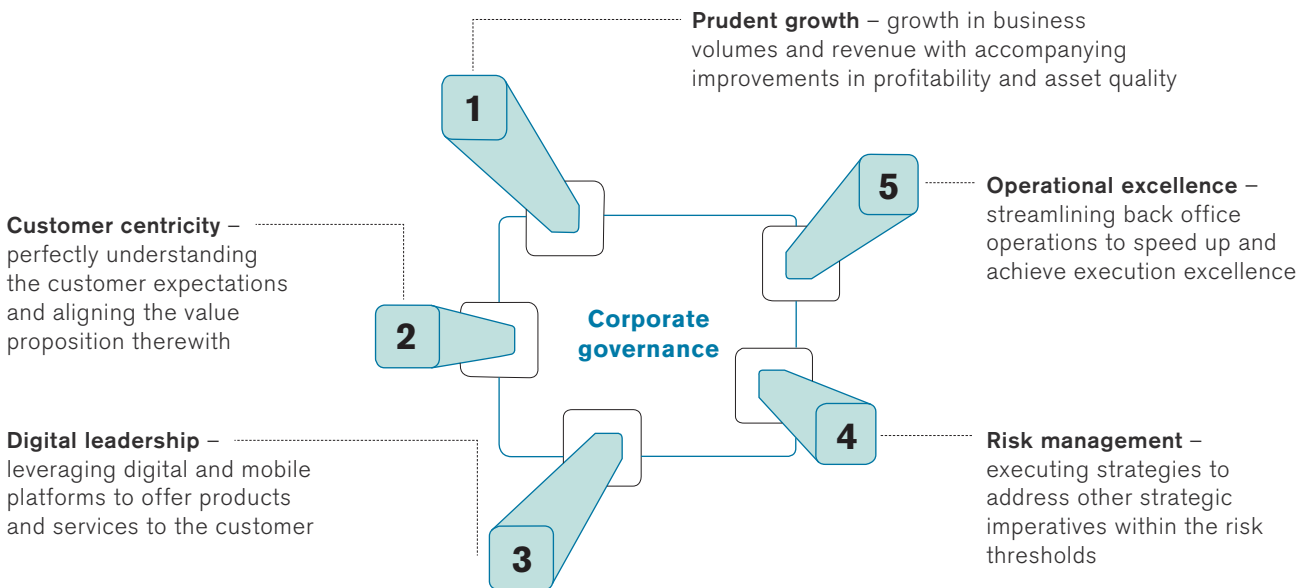 Prudent growth – growth in business
volumes and revenue with accompanying
improvements in profitability and asset quality
1
Customer centricity –
perfectly understanding
the customer expectations
and aligning the value
proposition therewith
2
Digital leadership –
leveraging digital and mobile
platforms to offer products
and services to the customer
3
Corporate
governance
4
Risk management –
executing strategies to
address other strategic
imperatives within the risk
thresholds
5
Operational excellence –
streamlining back office
operations to speed up and
achieve execution excellence